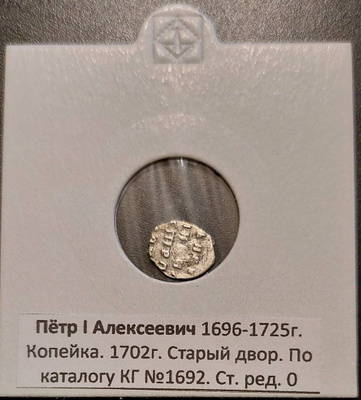 Пётр I Алексеевич 1696-1725г.
Копейка. 1702г. Старый двор. По
каталогу КГ №1692. Ст. ред. 0